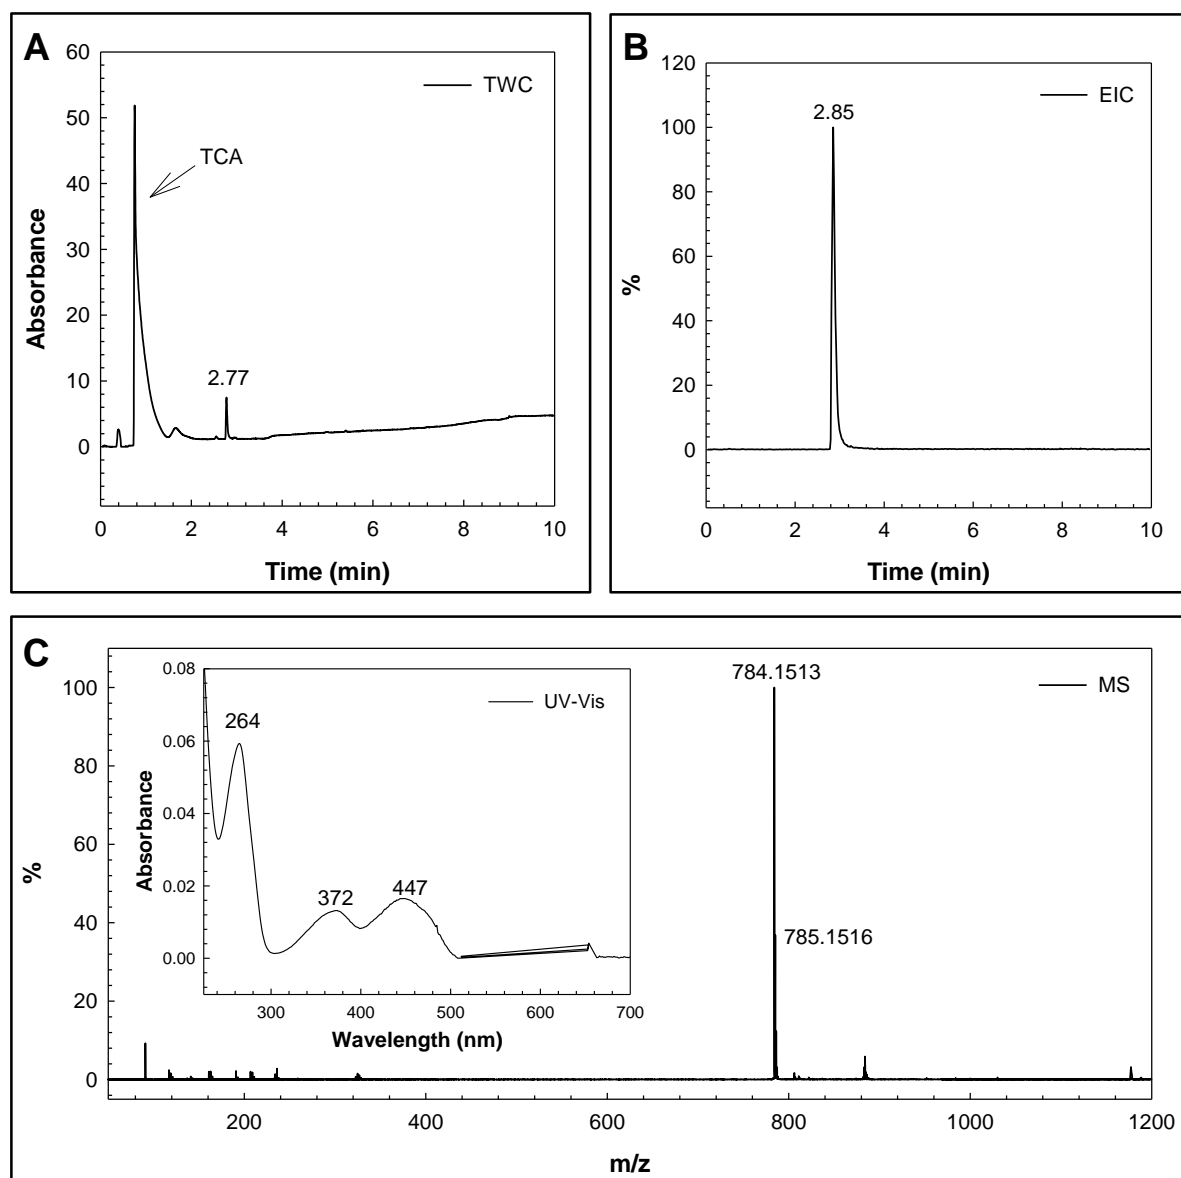 A
TWC
TCA
2.77
Absorbance
60
50
40
30
20
10
0
0 2 4 6 8 10
Time (min)
B
EIC
2.85
%
120
100
80
60
40
20
0
0 2 4 6 8 10
Time (min)
C
MS
784.1513
785.1516
%
100
80
60
40
20
0
UV-Vis
264
372
447
Absorbance
0.08
0.06
0.04
0.02
0.00
300 400 500 600 700
Wavelength (nm)
200 400 600 800 1000 1200
m/z